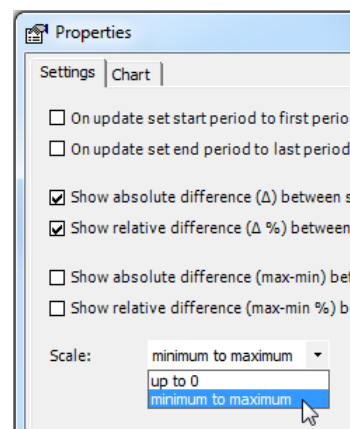 Properties
Settings Chart
On update set start period to first perio
On update set end period to last period
Show absolute difference (Δ) between s
Show relative difference (Δ %) between
Show absolute difference (max-min) bet
Show relative difference (max-min %) b
Scale: minimum to maximum
up to 0
minimum to maximum